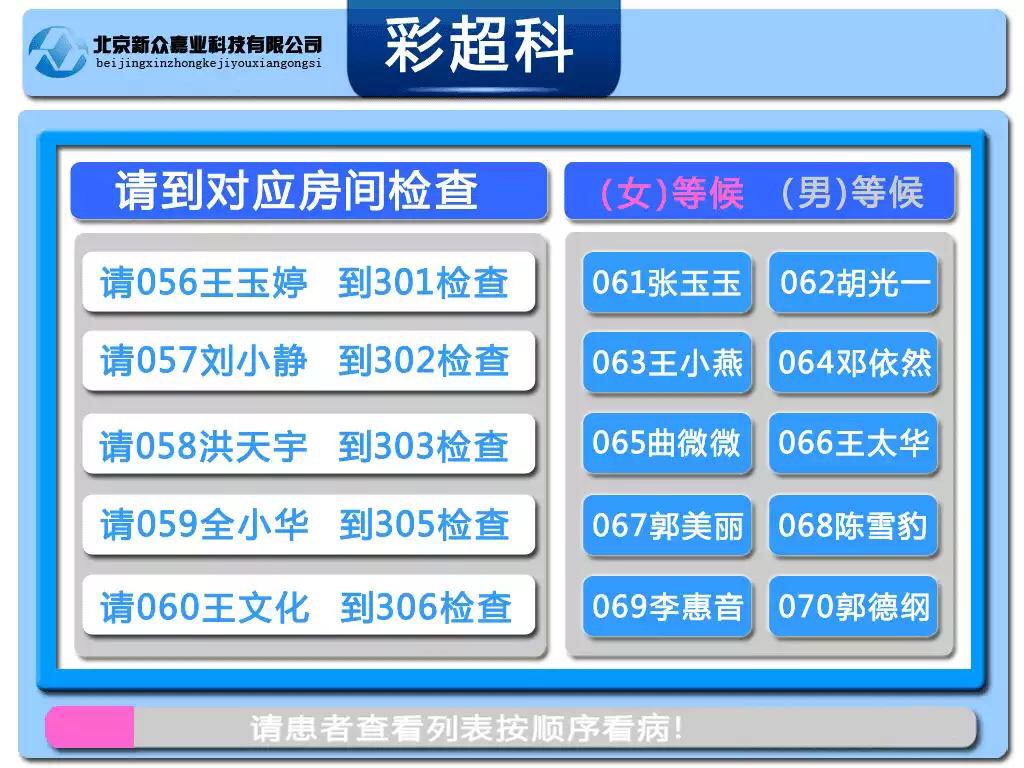 北京新众嘉业科技有限公司
beijingxinzhongkejiyouxiangongsi
彩超科
请到对应房间检查
(女)等候 (男)等候
请056王玉婷 到301检查
061张玉玉 062胡光一
请057刘小静 到302检查
063王小燕 064邓依然
请058洪天宇 到303检查
065曲微微 066王太华
请059全小华 到305检查
067郭美丽 068陈雪豹
请060王文化 到306检查
069李惠音 070郭德纲
请患者查看列表按顺序看病!